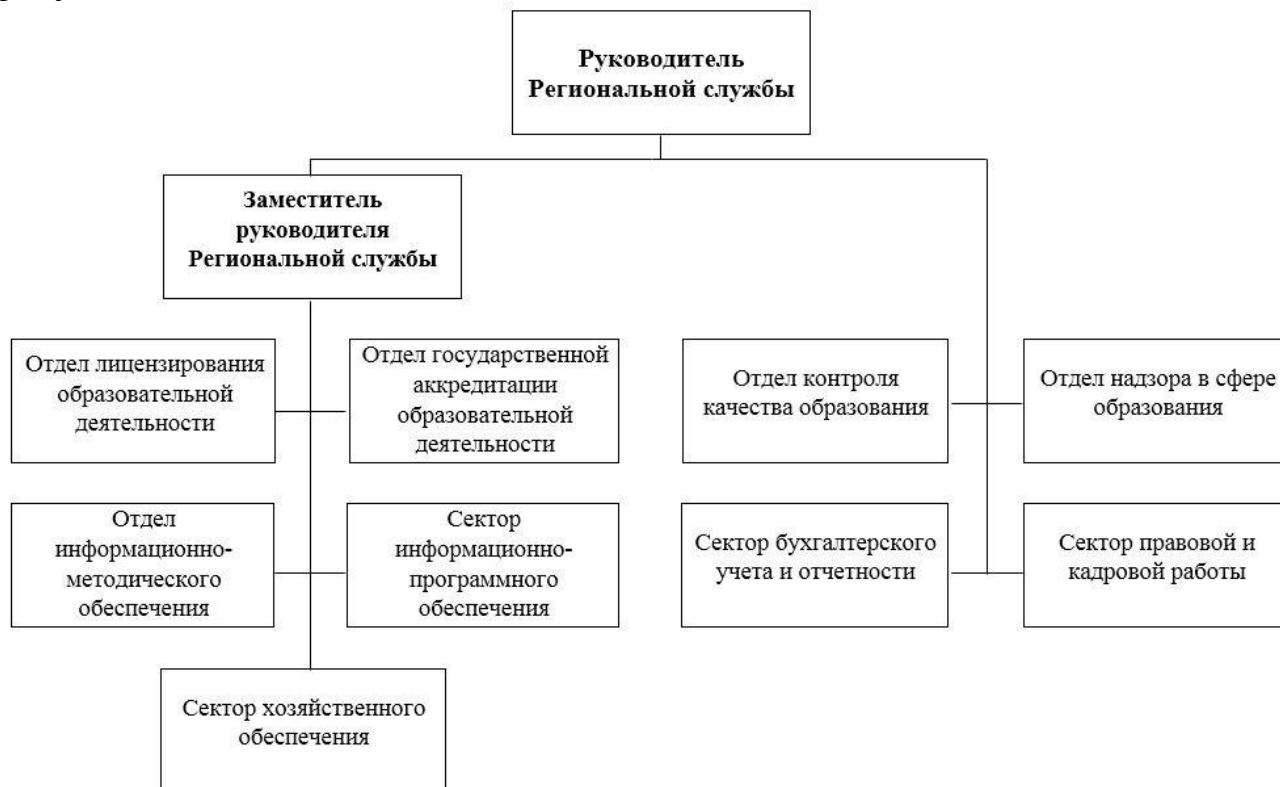 Руководитель
Региональной службы
Заместитель
руководителя
Региональной службы
Отдел лицензирования
образовательной
деятельности
Отдел государственной
аккредитации
образовательной
деятельности
Отдел контроля
качества образования
Отдел надзора в сфере
образования
Отдел
информационно-
методического
обеспечения
Сектор
информационно-
программного
обеспечения
Сектор бухгалтерского
учета и отчетности
Сектор правовой и
кадровой работы
Сектор хозяйственного
обеспечения